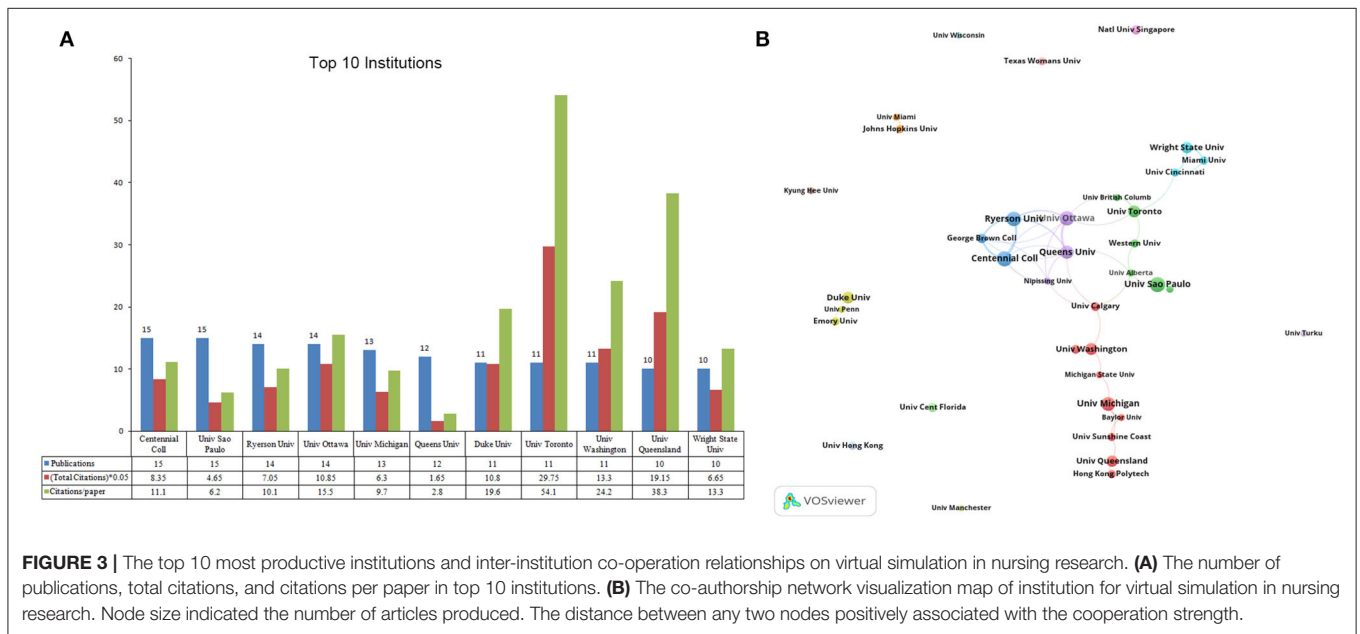 A
Top 10 Institutions
60
50
40
30
20
10
0
15
15
14
14
13
12
11
11
11
10
10
Centennial Coll
Univ Sao Paulo
Ryerson Univ
Univ Ottawa
Univ Michigan
Queens Univ
Duke Univ
Univ Toronto
Univ Washington
Univ Queensland
Wright State Univ
Publications 15 15 14 14 13 12 11 11 11 10 10
(Total Citations)*0.05 8.35 4.65 7.05 10.85 6.3 1.65 10.8 29.75 13.3 19.15 6.65
Citations/paper 11.1 6.2 10.1 15.5 9.7 2.8 19.6 54.1 24.2 38.3 13.3
B
Univ Wisconsin
Natl Univ Singapore
Texas Womans Univ
Univ Miami
Johns Hopkins Univ
Wright State Univ
Miami Univ
Univ Cincinnati
Kyung Hee Univ
Univ British Columb
Univ Toronto
Ryerson Univ
Univ Ottawa
George Brown Coll
Western Univ
Centennial Coll
Queens Univ
Univ Alberta
Nipissing Univ
Univ Sao Paulo
Duke Univ
Univ Penn
Emory Univ
Univ Calgary
Univ Turku
Univ Washington
Michigan State Univ
Univ Michigan
Univ Cent Florida
Baylor Univ
Univ Hong Kong
Univ Sunshine Coast
Univ Queensland
Hong Kong Polytech
VOSviewer
Univ Manchester
FIGURE 3 | The top 10 most productive institutions and inter-institution co-operation relationships on virtual simulation in nursing research. (A) The number of
publications, total citations, and citations per paper in top 10 institutions. (B) The co-authorship network visualization map of institution for virtual simulation in nursing
research. Node size indicated the number of articles produced. The distance between any two nodes positively associated with the cooperation strength.